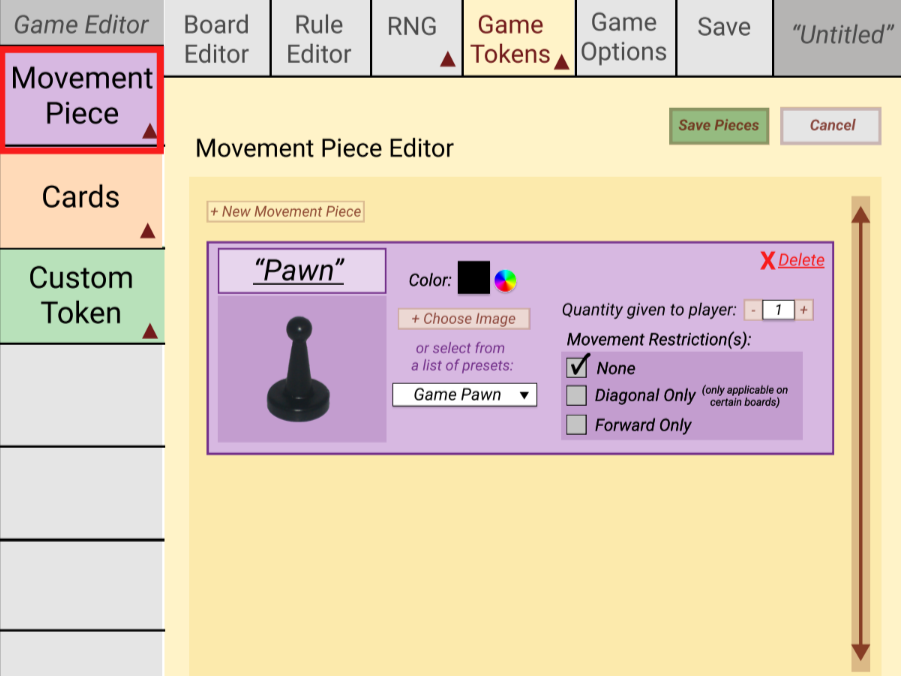 Game Editor
Board
Editor
Rule
Editor
RNG
Game
Tokens
Game
Options
Save
“Untitled”
Movement
Piece
Cards
Custom
Token
Movement Piece Editor
Save Pieces
Cancel
+ New Movement Piece
“Pawn”
Color:
+ Choose Image
or select from
a list of presets:
Game Pawn
X Delete
Quantity given to player: - 1 +
Movement Restriction(s):
None
Diagonal Only (only applicable on
certain boards)
Forward Only